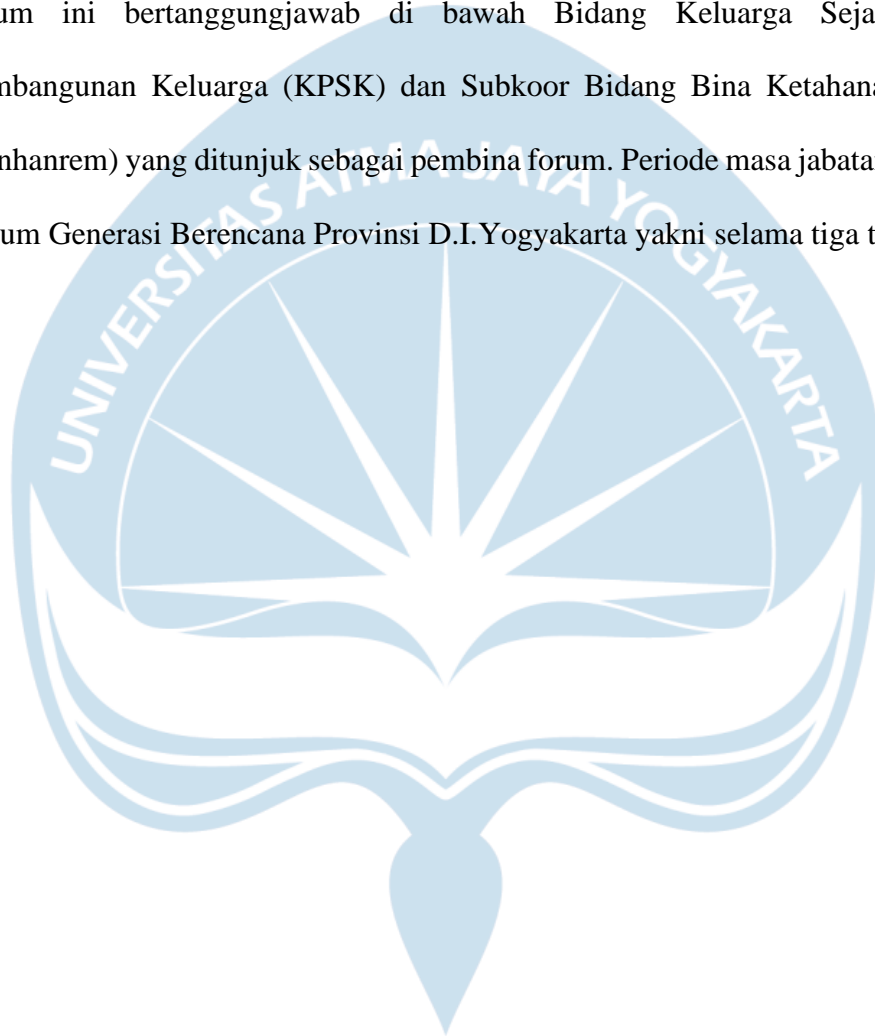 um ini bertanggungjawab di bawah Bidang Keluarga Seja
mbangunan Keluarga (KPSK) dan Subkoor Bidang Bina Ketahana
nhanrem) yang ditunjuk sebagai pembina forum. Periode masa jabata
um Generasi Berencana Provinsi D.I.Yogyakarta yakni selama tiga t
UNIVERSITAS ATMA JAYA YOGYAKARTA